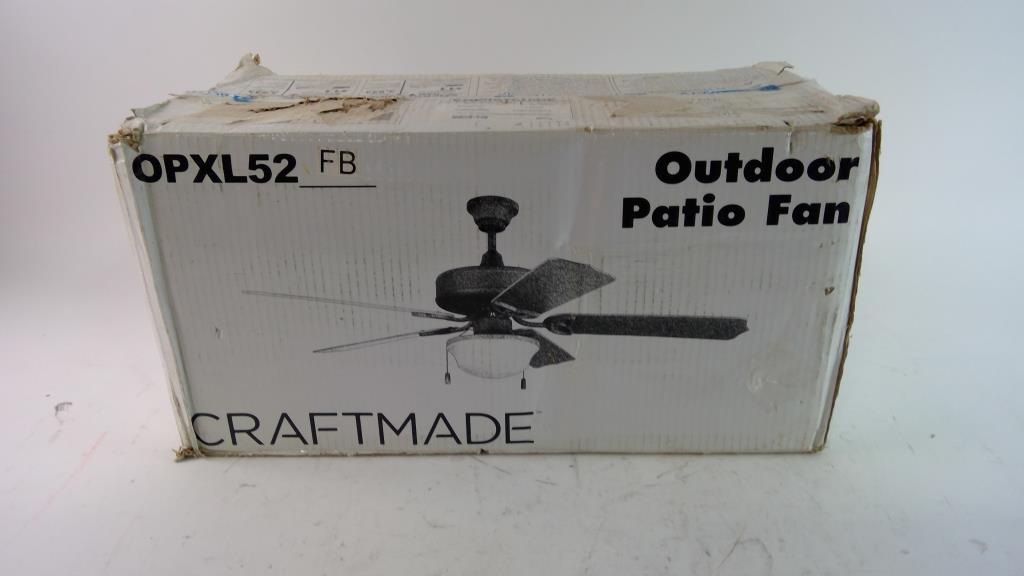 OPXL52 FB
Outdoor
Patio Fan
CRAFTMADE